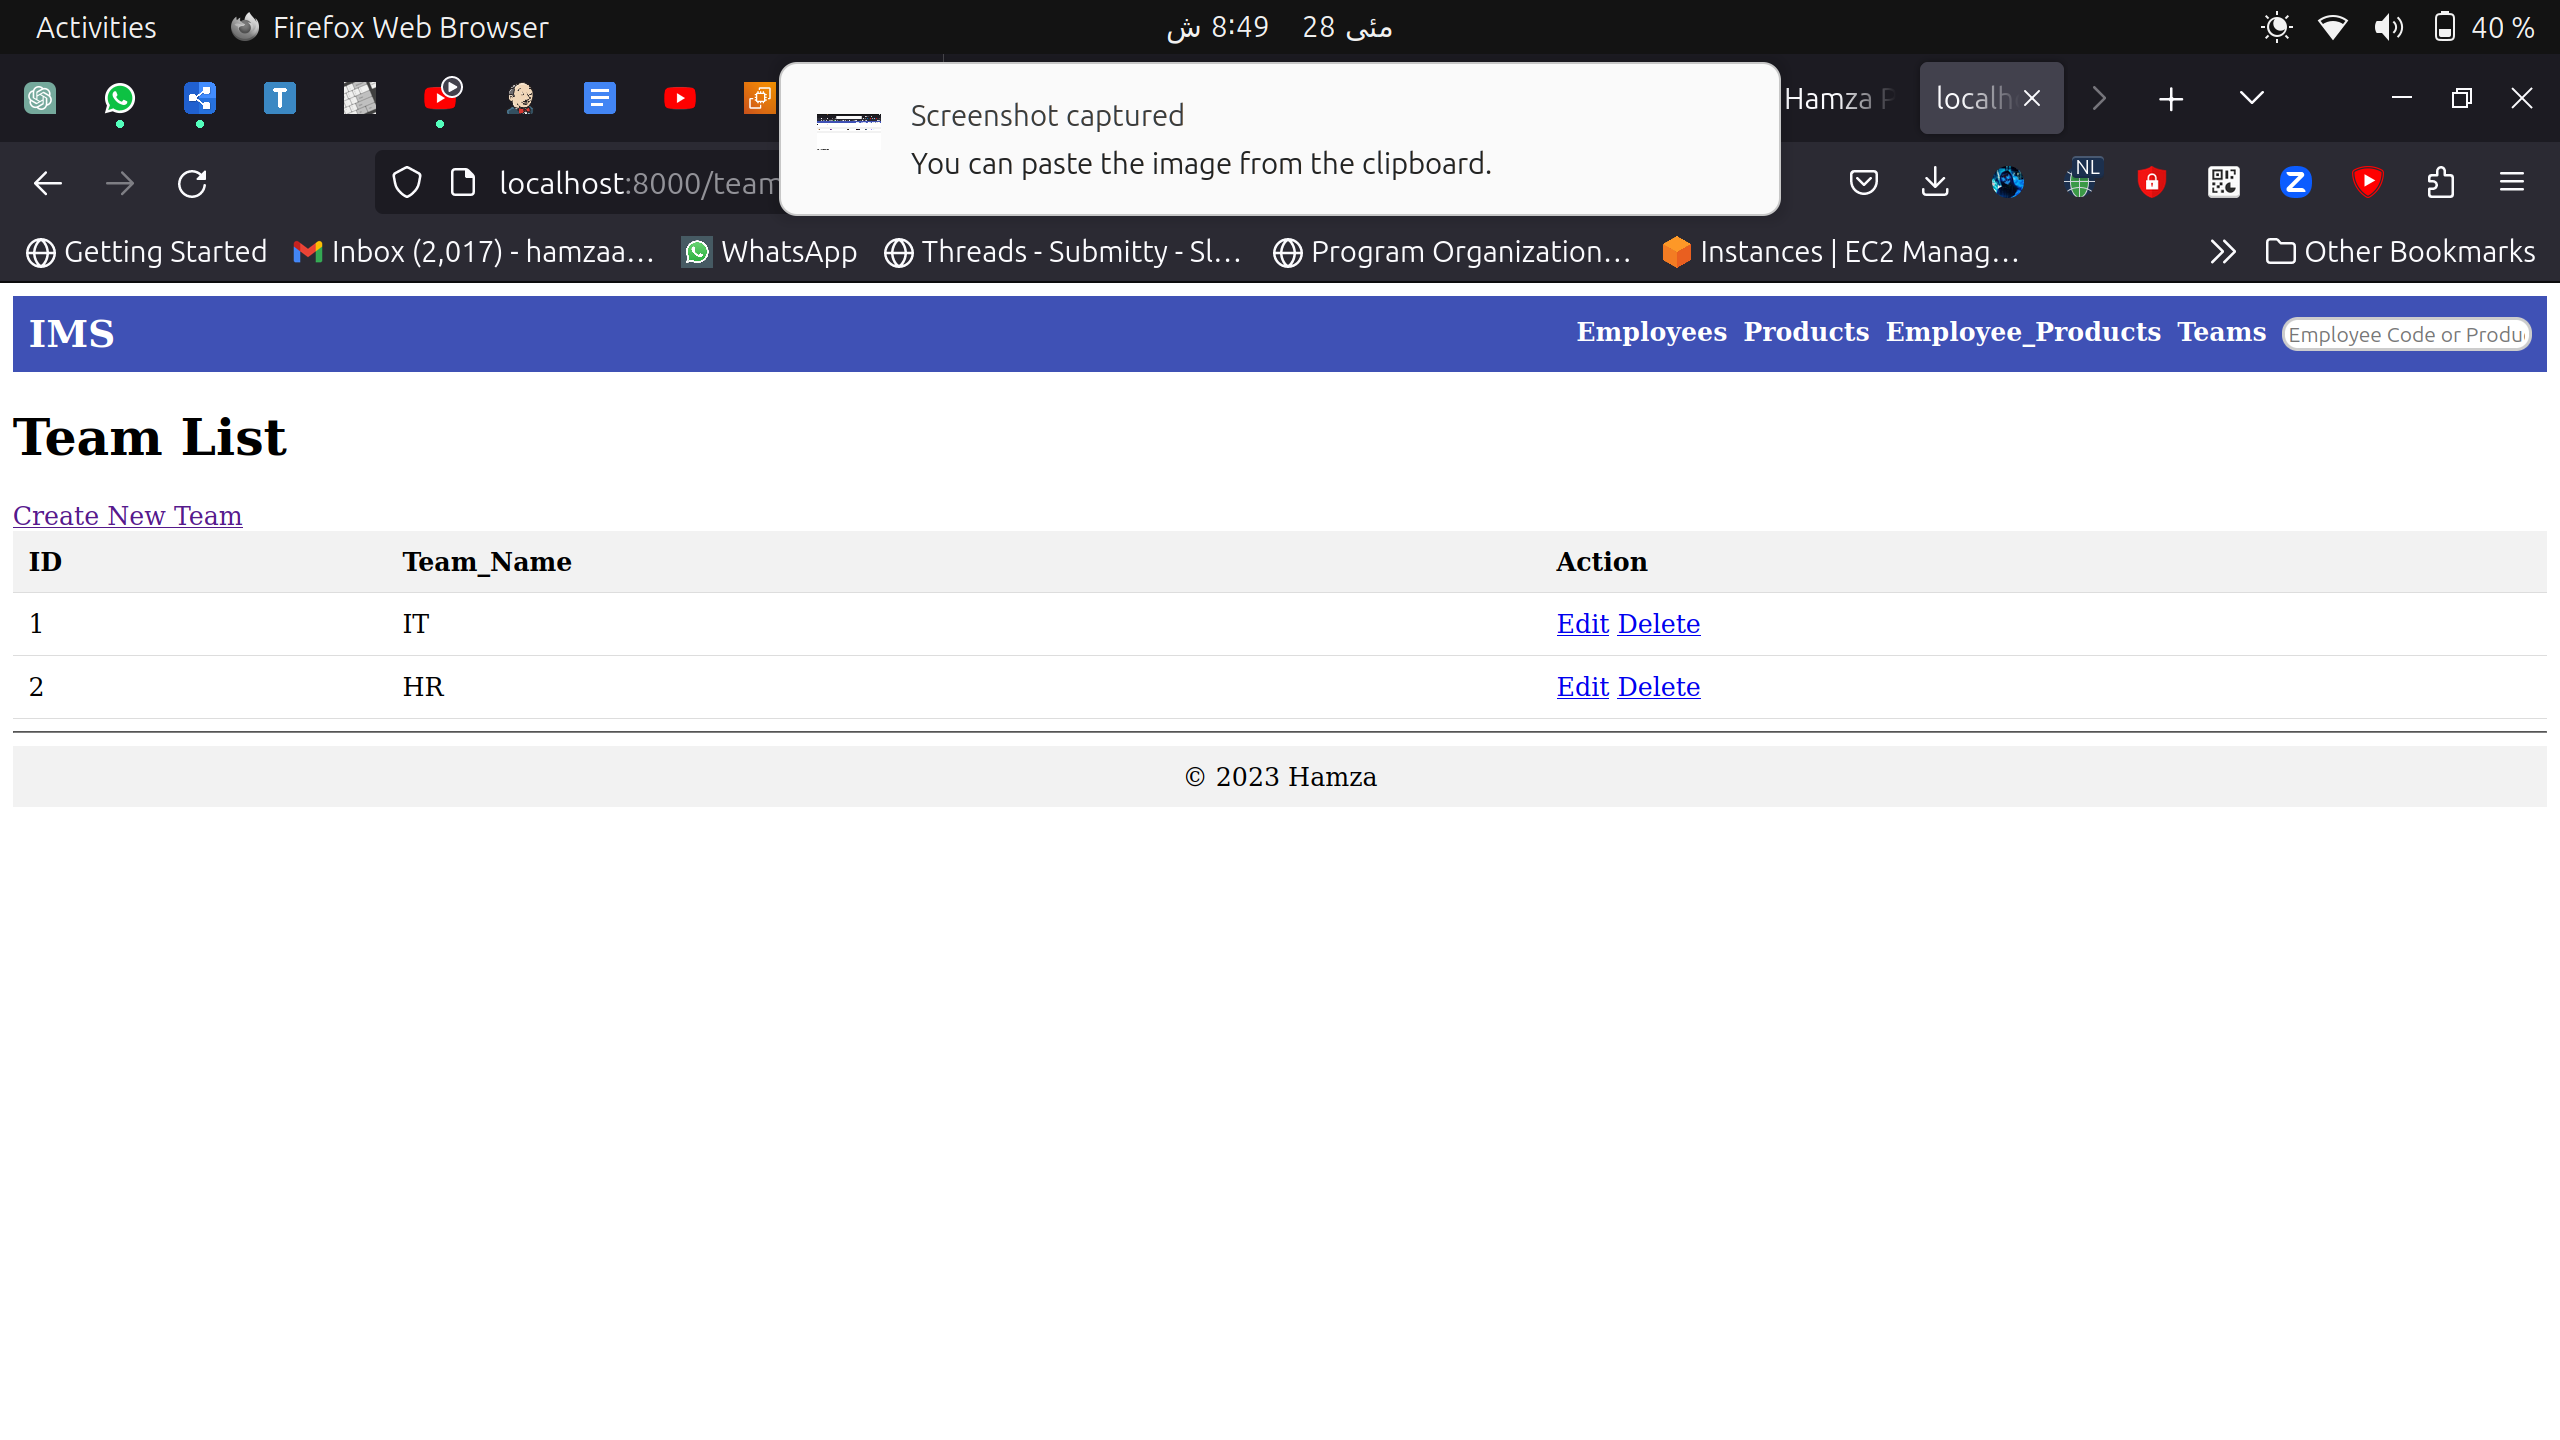 Activities Firefox Web Browser 8:49 ش 28 مئی 40 %
Hamza P localh
Screenshot captured
You can paste the image from the clipboard.
localhost:8000/team
NL
Getting Started Inbox (2,017) - hamzaa… WhatsApp Threads - Submitty - Sl… Program Organization… Instances | EC2 Manag… Other Bookmarks
IMS Employees Products Employee_Products Teams Employee Code or Produ
Team List
Create New Team
ID Team_Name Action
1 IT Edit Delete
2 HR Edit Delete
© 2023 Hamza